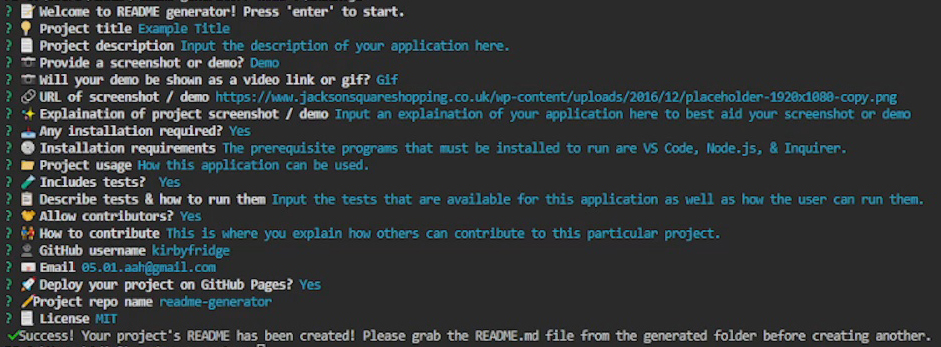 ? 📝 Welcome to README generator! Press 'enter' to start.
? 💡 Project title Example Title
? 📄 Project description Input the description of your application here.
? 📷 Provide a screenshot or demo? Demo
? 📷 Will your demo be shown as a video link or gif? Gif
? 🔗 URL of screenshot / demo https://www.jacksonsquareshopping.co.uk/wp-content/uploads/2016/12/placeholder-1920x1080-copy.png
? ✨ Explaination of project screenshot / demo Input an explaination of your application here to best aid your screenshot or demo
? 📥 Any installation required? Yes
? 💿 Installation requirements The prerequisite programs that must be installed to run are VS Code, Node.js, & Inquirer.
? 📂 Project usage How this application can be used.
? 🧪 Includes tests? Yes
? 📋 Describe tests & how to run them Input the tests that are available for this application as well as how the user can run them.
? 🤝 Allow contributors? Yes
? 👫 How to contribute This is where you explain how others can contribute to this particular project.
? 👤 GitHub username kirbyfridge
? 📧 Email 05.01.aah@gmail.com
? 🚀 Deploy your project on GitHub Pages? Yes
? 📝Project repo name readme-generator
? 📃 License MIT
✔Success! Your project's README has been created! Please grab the README.md file from the generated folder before creating another.